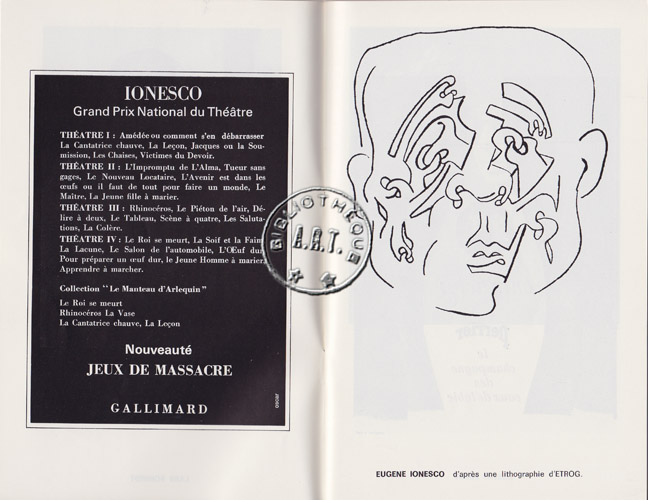 IONESCO
Grand Prix National du Théâtre
THÉATRE I : Amédée ou comment s'en débarrasser
La Cantatrice chauve, La Leçon, Jacques ou la Sou-
mission, Les Chaises, Victimes du Devoir.
THÉATRE II : L'Impromptu de L'Alma, Tueur sans
gages, Le Nouveau Locataire, L'Avenir est dans les
œufs ou il faut de tout pour faire un monde, Le
Maître, La Jeune fille à marier.
THÉATRE III : Rhinocéros, Le Piéton de l'air, Dé-
lire à deux, Le Tableau, Scène à quatre, Les Saluta-
tions, La Colère.
THÉATRE IV : Le Roi se meurt, La Soif et la Faim
La Lacune, Le Salon de l'automobile, L'Œuf dur
Pour préparer un œuf dur, le Jeune Homme à marier,
Apprendre à marcher.
Collection "Le Manteau d'Arlequin"
Le Roi se meurt
Rhinocéros La Vase
La Cantatrice chauve, La Leçon
Nouveauté
JEUX DE MASSACRE
GALLIMARD
BIBLIOTHÈQUE
A.R.T.
EUGENE IONESCO d'après une lithographie d'ETROG.